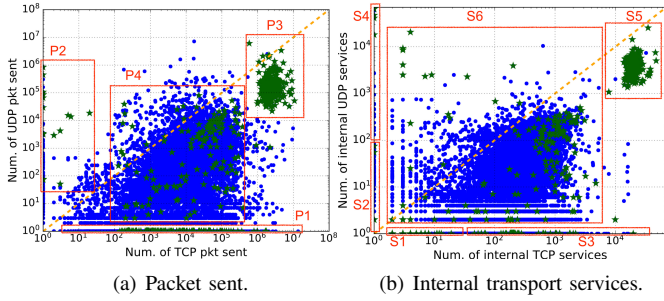 10^8
10^7
10^6
10^5
10^4
10^3
10^2
10^1
10^0
Num. of UDP pkt sent
P2
P4
P3
P1
10^0 10^1 10^2 10^3 10^4 10^5 10^6 10^7 10^8
Num. of TCP pkt sent
(a) Packet sent.
S4
S6
S5
10^4
10^3
10^2
10^1
10^0
Num. of internal UDP services
S2
S1
S3
10^0 10^1 10^2 10^3 10^4
Num. of internal TCP services
(b) Internal transport services.